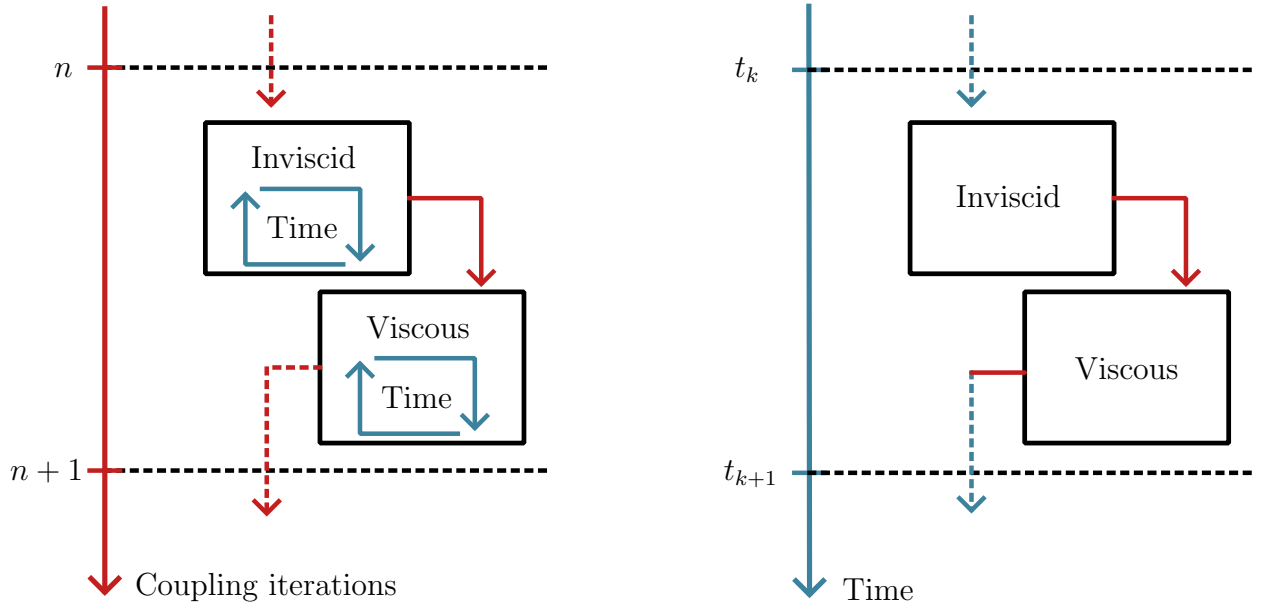 n
Inviscid
Time
Viscous
Time
n + 1
Coupling iterations
t_k
Inviscid
Viscous
t_{k+1}
Time